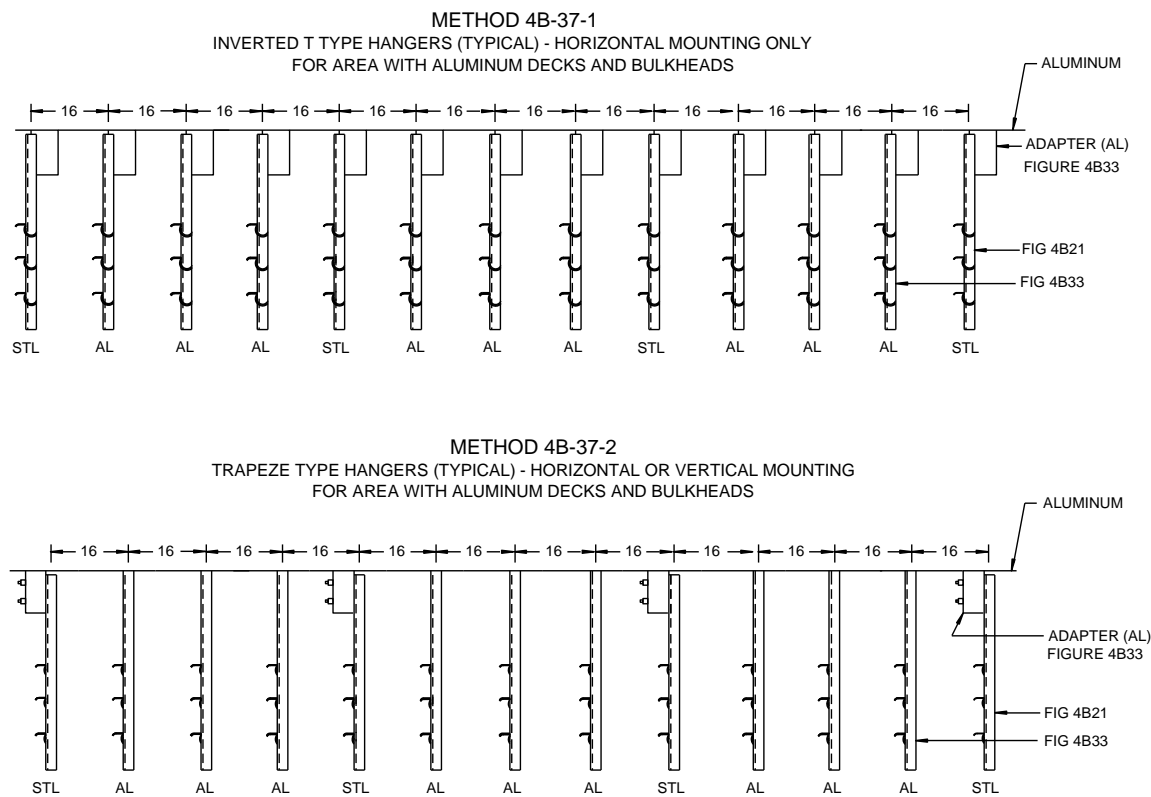 METHOD 4B-37-1
INVERTED T TYPE HANGERS (TYPICAL) - HORIZONTAL MOUNTING ONLY
FOR AREA WITH ALUMINUM DECKS AND BULKHEADS
ALUMINUM
16 16 16 16 16 16 16 16 16 16 16 16
ADAPTER (AL)
FIGURE 4B33
FIG 4B21
FIG 4B33
STL AL AL AL STL AL AL AL STL AL AL AL STL
METHOD 4B-37-2
TRAPEZE TYPE HANGERS (TYPICAL) - HORIZONTAL OR VERTICAL MOUNTING
FOR AREA WITH ALUMINUM DECKS AND BULKHEADS
ALUMINUM
16 16 16 16 16 16 16 16 16 16 16 16
ADAPTER (AL)
FIGURE 4B33
FIG 4B21
FIG 4B33
STL AL AL AL STL AL AL AL STL AL AL AL STL